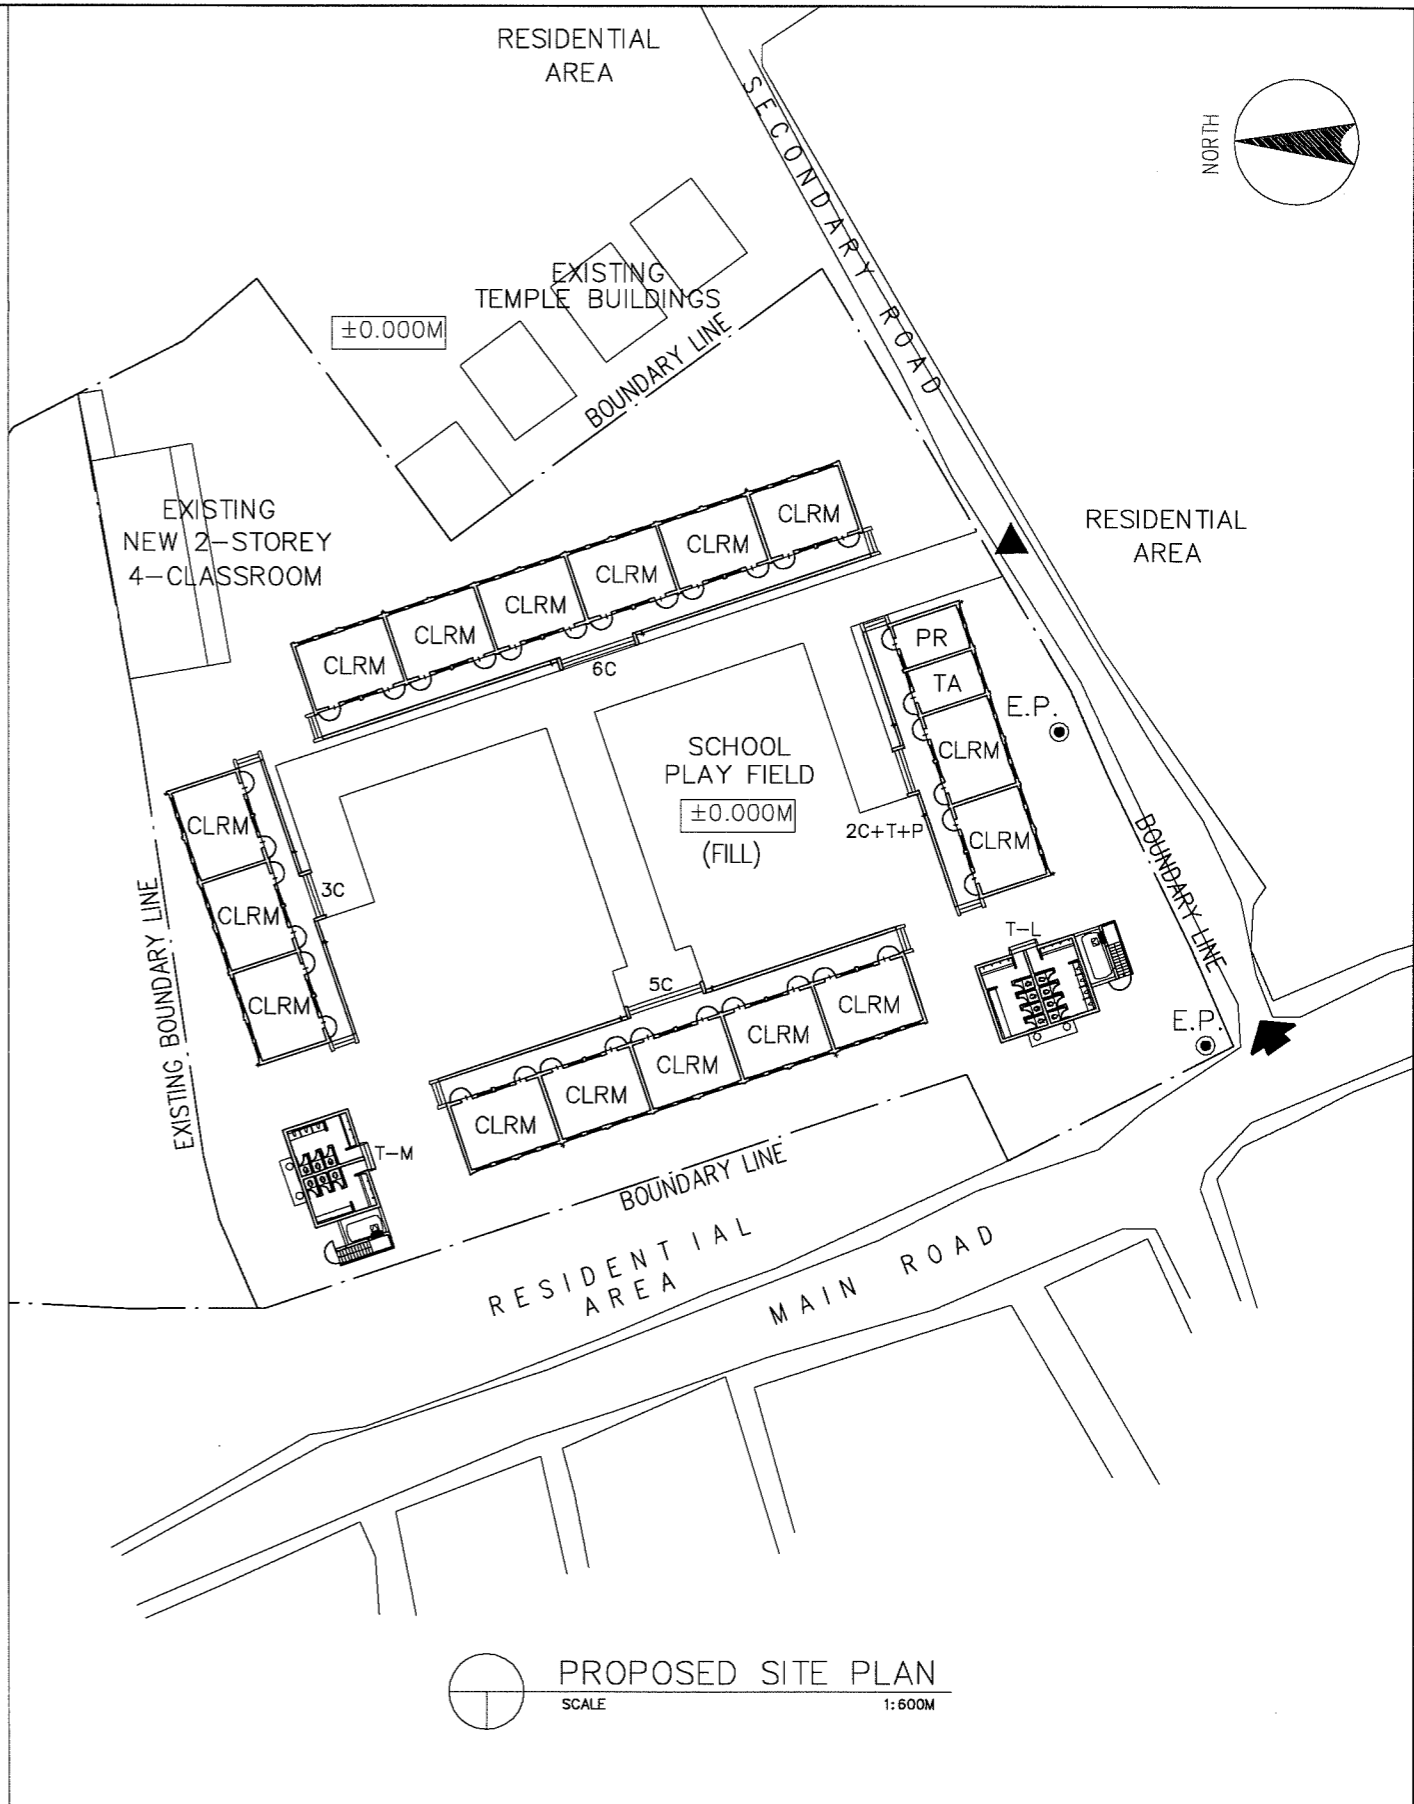 RESIDENTIAL
AREA
SECONDARY ROAD
NORTH
EXISTING
TEMPLE BUILDINGS
±0.000M
BOUNDARY LINE
EXISTING
NEW 2-STOREY
4-CLASSROOM
RESIDENTIAL
AREA
CLRM
CLRM
CLRM
CLRM
CLRM
CLRM
6C
PR
TA
CLRM
CLRM
2C+T+P
E.P.
SCHOOL
PLAY FIELD
±0.000M
(FILL)
CLRM
CLRM
CLRM
3C
EXISTING BOUNDARY LINE
BOUNDARY LINE
T-L
E.P.
5C
CLRM
CLRM
CLRM
CLRM
CLRM
T-M
BOUNDARY LINE
RESIDENTIAL
AREA
MAIN ROAD
PROPOSED SITE PLAN
SCALE 1:600M